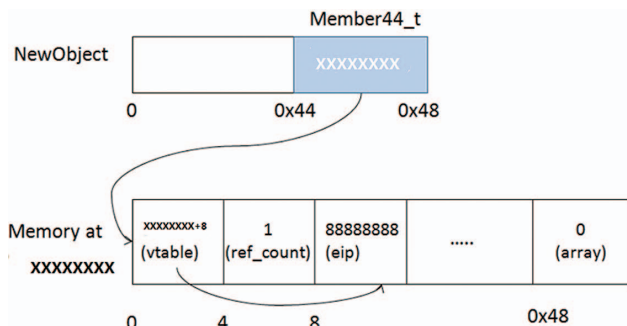 Member44_t
NewObject
XXXXXXXX
0
0x44
0x48
Memory at
XXXXXXXX
XXXXXXXX+8
(vtable)
1
(ref_count)
88888888
(eip)
.....
0
(array)
0
4
8
0x48